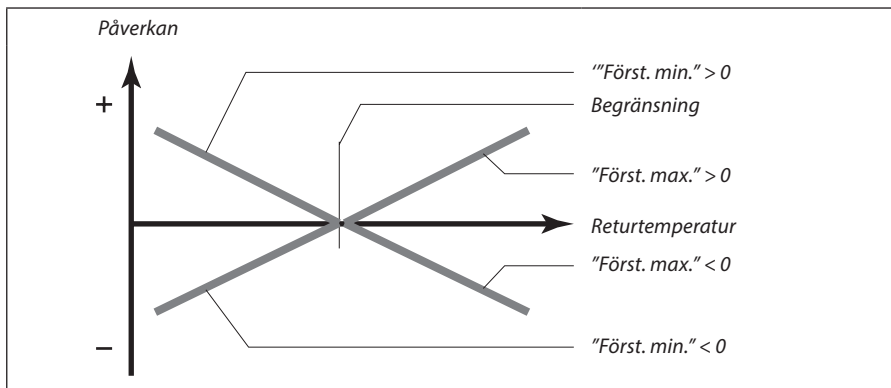 Påverkan
'"Först. min." > 0
+
Begränsning
"Först. max." > 0
Returtemperatur
"Först. max." < 0
–
"Först. min." < 0